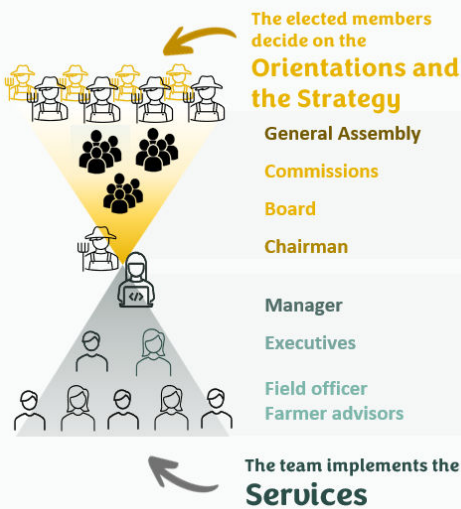 The elected members
decide on the
Orientations and
the Strategy
General Assembly
Commissions
Board
Chairman
</>
Manager
Executives
Field officer
Farmer advisors
The team implements the
Services